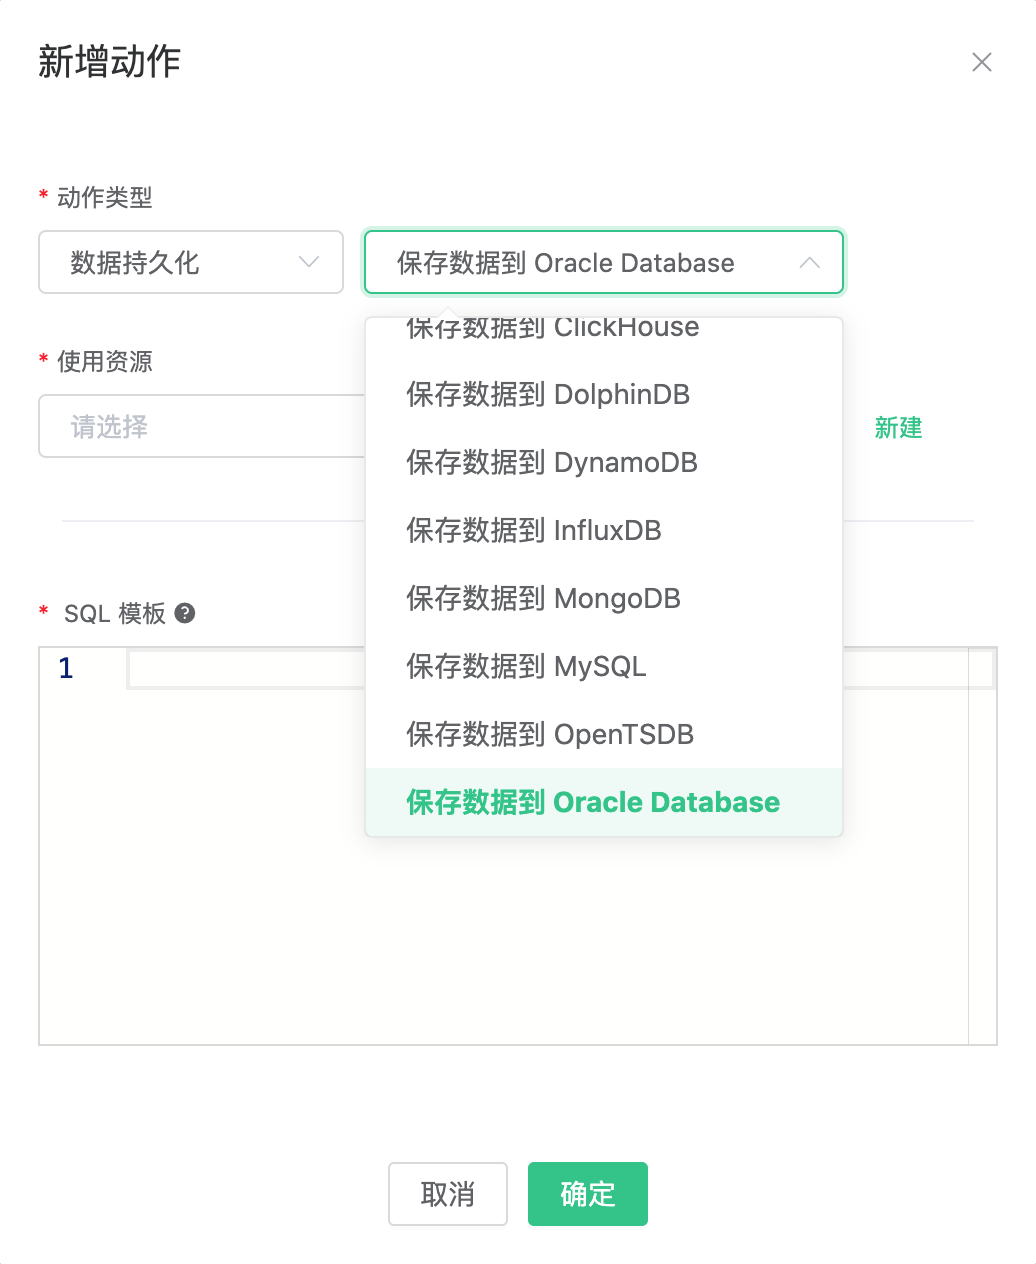 新增动作
* 动作类型
数据持久化
保存数据到 Oracle Database
保存数据到 ClickHouse
* 使用资源
请选择
新建
保存数据到 DolphinDB
保存数据到 DynamoDB
保存数据到 InfluxDB
保存数据到 MongoDB
* SQL 模板
1
保存数据到 MySQL
保存数据到 OpenTSDB
保存数据到 Oracle Database
取消
确定